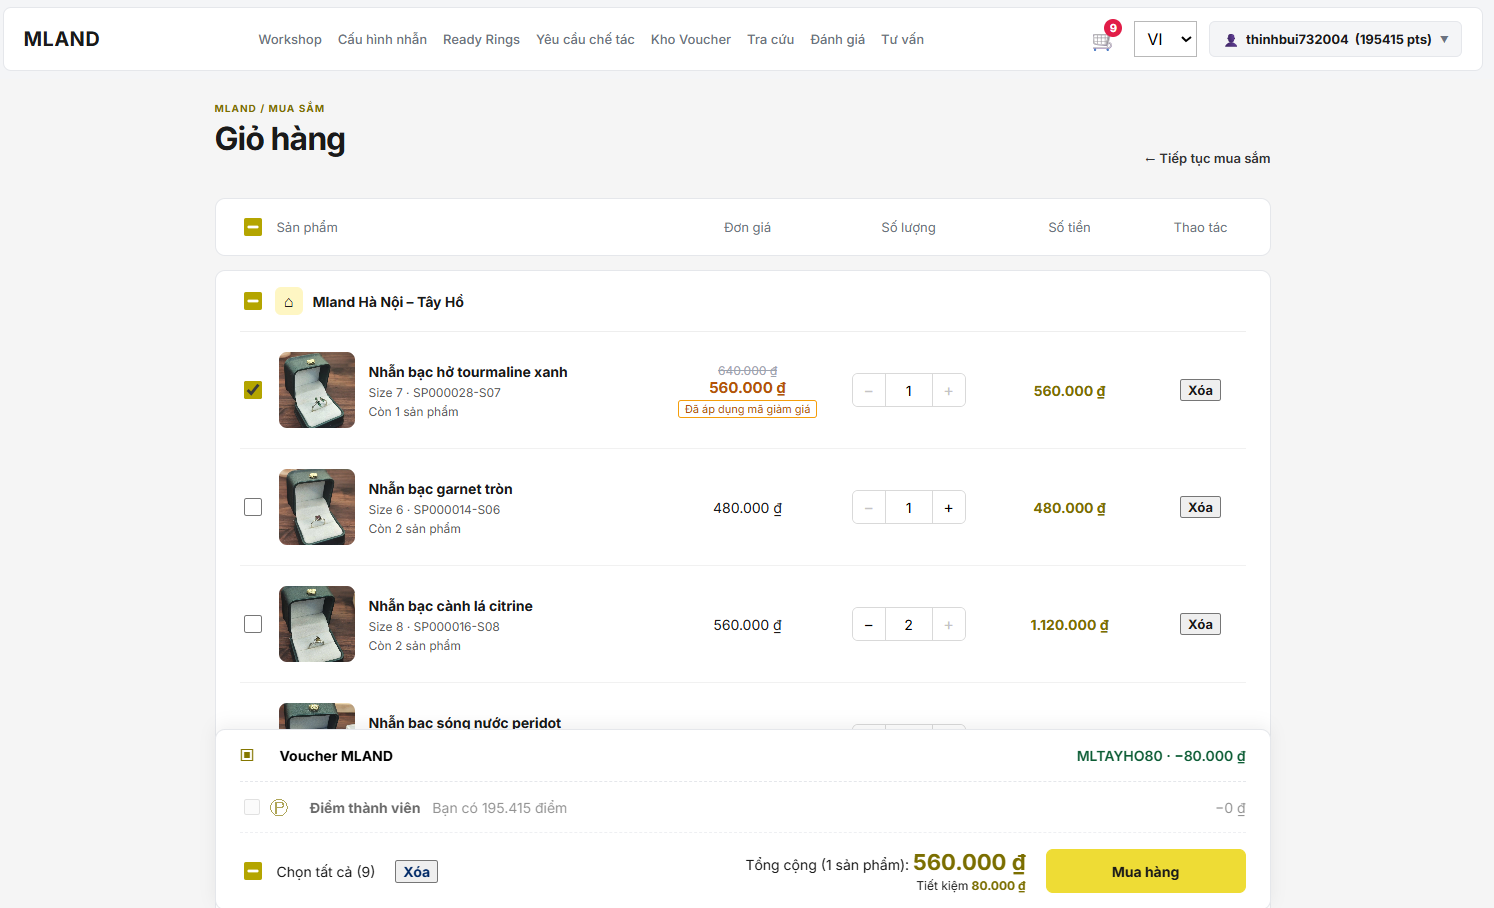 MLAND
Workshop
Cấu hình nhẫn
Ready Rings
Yêu cầu chế tác
Kho Voucher
Tra cứu
Đánh giá
Tư vấn
9
VI
thinhbui732004 (195415 pts) ▼
MLAND / MUA SẮM
Giỏ hàng
← Tiếp tục mua sắm
Sản phẩm
Đơn giá
Số lượng
Số tiền
Thao tác
Mland Hà Nội – Tây Hồ
Nhẫn bạc hở tourmaline xanh
Size 7 · SP000028-S07
Còn 1 sản phẩm
640.000 ₫
560.000 ₫
Đã áp dụng mã giảm giá
− 1 +
560.000 ₫
Xóa
Nhẫn bạc garnet tròn
Size 6 · SP000014-S06
Còn 2 sản phẩm
480.000 ₫
− 1 +
480.000 ₫
Xóa
Nhẫn bạc cành lá citrine
Size 8 · SP000016-S08
Còn 2 sản phẩm
560.000 ₫
− 2 +
1.120.000 ₫
Xóa
Nhẫn bạc sóng nước peridot
Voucher MLAND
MLTAYHO80 · −80.000 ₫
P
Điểm thành viên
Bạn có 195.415 điểm
−0 ₫
Chọn tất cả (9)
Xóa
Tổng cộng (1 sản phẩm): 560.000 ₫
Tiết kiệm 80.000 ₫
Mua hàng